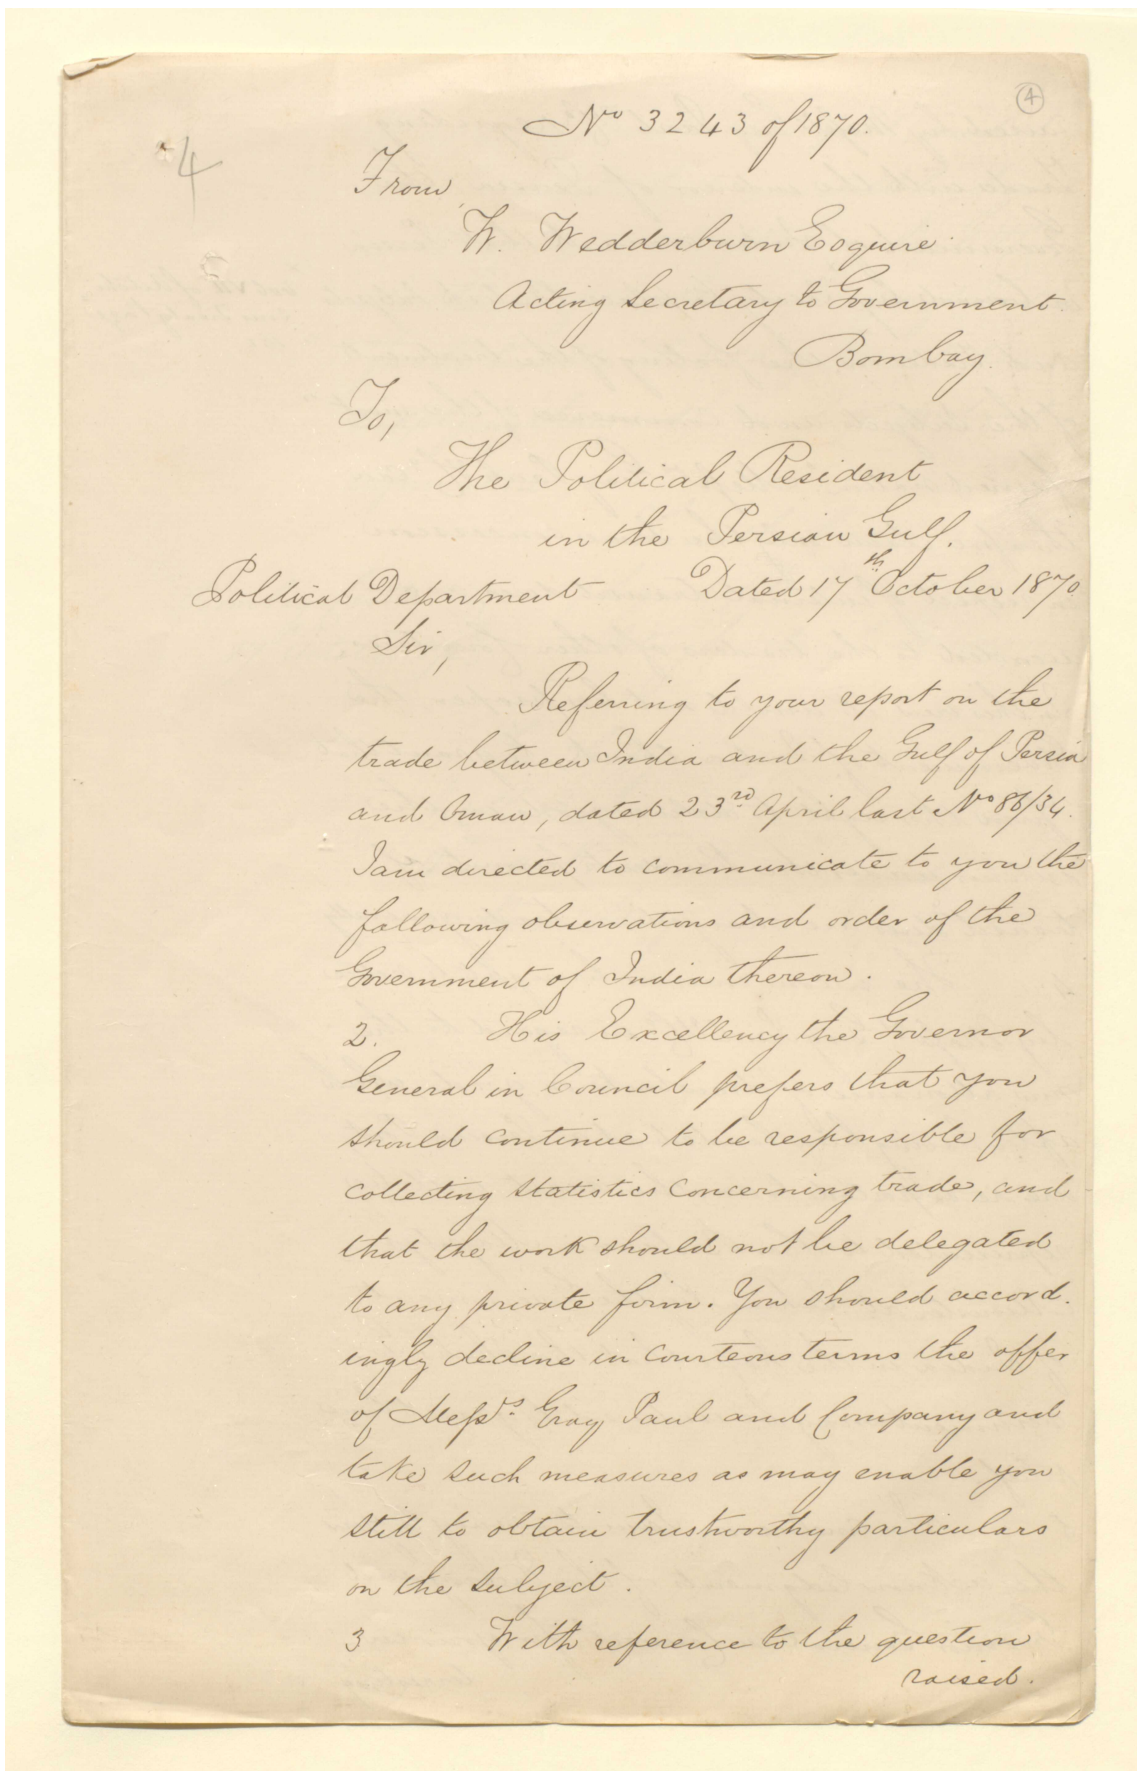 4
No 3243 of 1870.
4
From,
W. Wedderburn Esquire
Acting Secretary to Government
Bombay.
To,
The Political Resident
in the Persian Gulf.
Political Department Dated 17th October 1870
Sir,
Referring to your report on the
trade between India and the Gulf of Persia
and Oman, dated 23rd April last No 86/34.
I am directed to communicate to you the
following observations and order of the
Government of India thereon.
2. His Excellency the Governor
General in Council prefers that you
should continue to be responsible for
collecting statistics concerning trade, and
that the work should not be delegated
to any private firm. You should accord.
ingly decline in courteous terms the offer
of Messrs. Gray Paul and Company and
take such measures as may enable you
still to obtain trustworthy particulars
on the subject.
3 With reference to the question
raised.